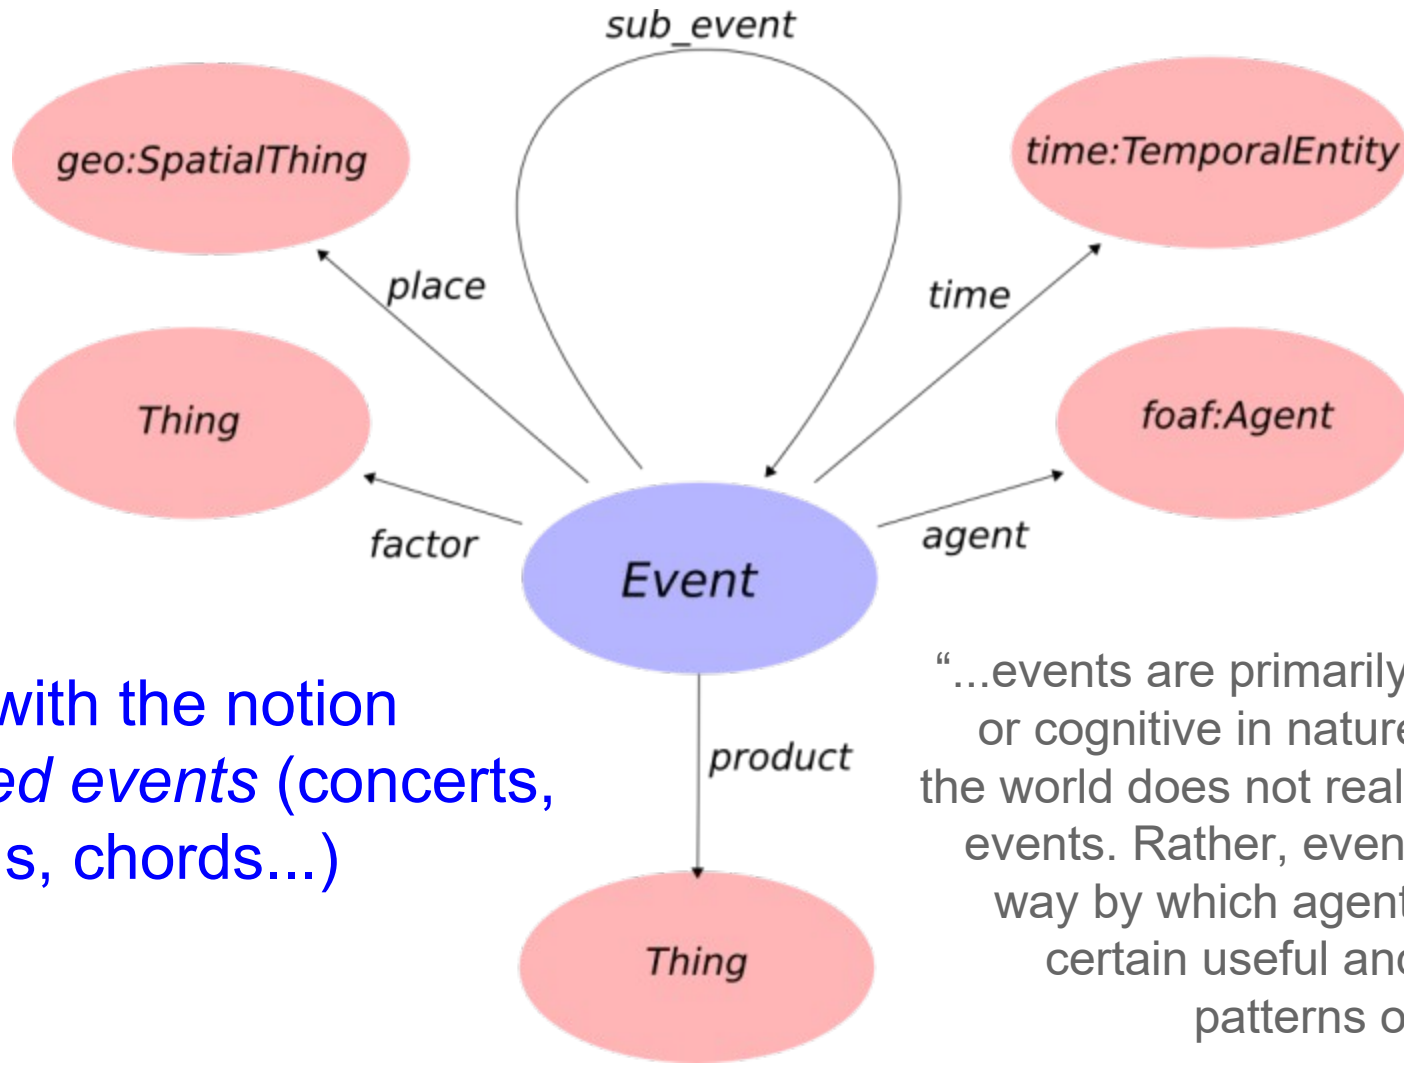 sub_event
geo:SpatialThing
time:TemporalEntity
place
time
Thing
foaf:Agent
factor
agent
Event
with the notion
ed events (concerts,
s, chords...)
product
“...events are primarily
or cognitive in nature
the world does not real
events. Rather, even
way by which agent
certain useful and
patterns o
Thing